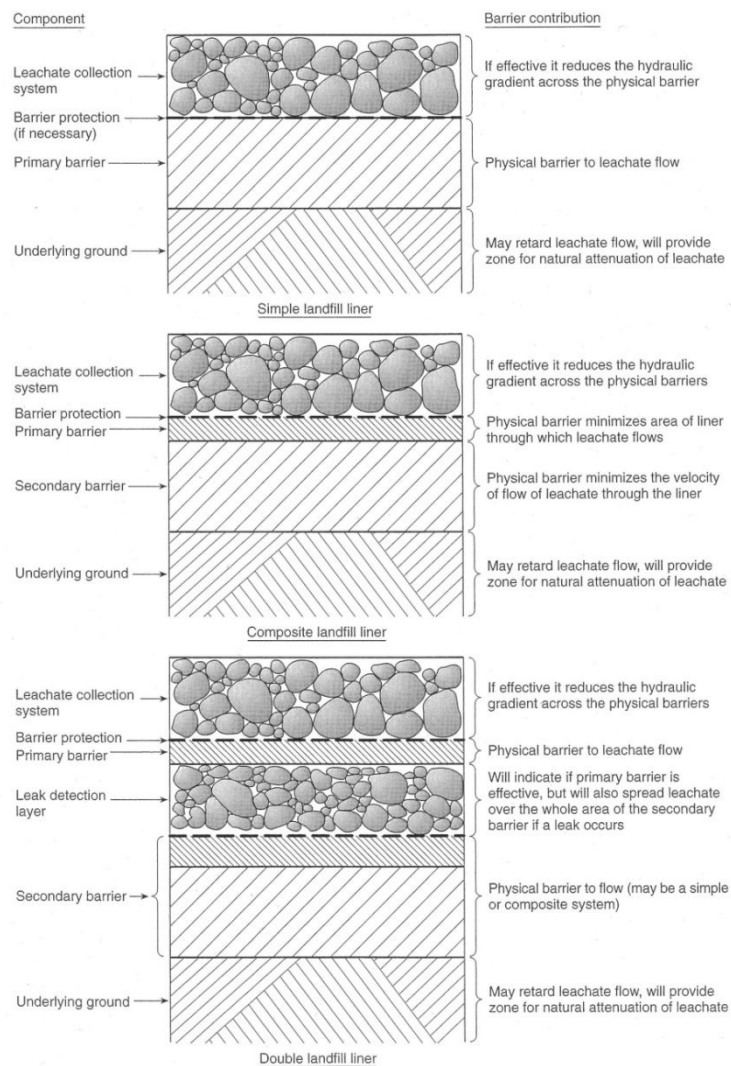 Component
Barrier contribution
Leachate collection
system
If effective it reduces the hydraulic
gradient across the physical barrier
Barrier protection
(if necessary)
Primary barrier
Physical barrier to leachate flow
Underlying ground
May retard leachate flow, will provide
zone for natural attenuation of leachate
Simple landfill liner
Leachate collection
system
If effective it reduces the hydraulic
gradient across the physical barriers
Barrier protection
Primary barrier
Physical barrier minimizes area of liner
through which leachate flows
Secondary barrier
Physical barrier minimizes the velocity
of flow of leachate through the liner
Underlying ground
May retard leachate flow, will provide
zone for natural attenuation of leachate
Composite landfill liner
Leachate collection
system
If effective it reduces the hydraulic
gradient across the physical barriers
Barrier protection
Primary barrier
Physical barrier to leachate flow
Leak detection
layer
Will indicate if primary barrier is
effective, but will also spread leachate
over the whole area of the secondary
barrier if a leak occurs
Secondary barrier
Physical barrier to flow (may be a simple
or composite system)
Underlying ground
May retard leachate flow, will provide
zone for natural attenuation of leachate
Double landfill liner